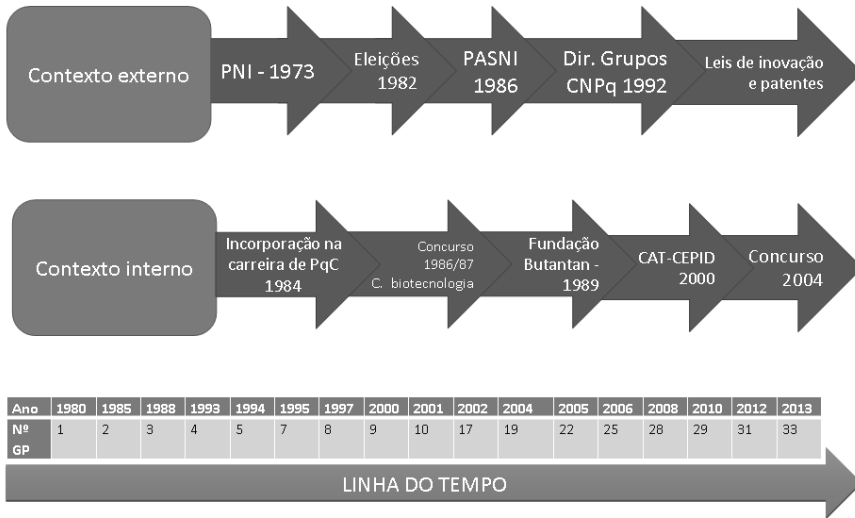 Contexto externo
PNI - 1973
Eleições
1982
PASNI
1986
Dir. Grupos
CNPq 1992
Leis de inovação
e patentes
Contexto interno
Incorporação na
carreira de PqC
1984
Concurso
1986/87
C. biotecnologia
Fundação
Butantan -
1989
CAT-CEPID
2000
Concurso
2004
Ano 1980 1985 1988 1993 1994 1995 1997 2000 2001 2002 2004 2005 2006 2008 2010 2012 2013
Nº 1 2 3 4 5 7 8 9 10 17 19 22 25 28 29 31 33
GP
LINHA DO TEMPO